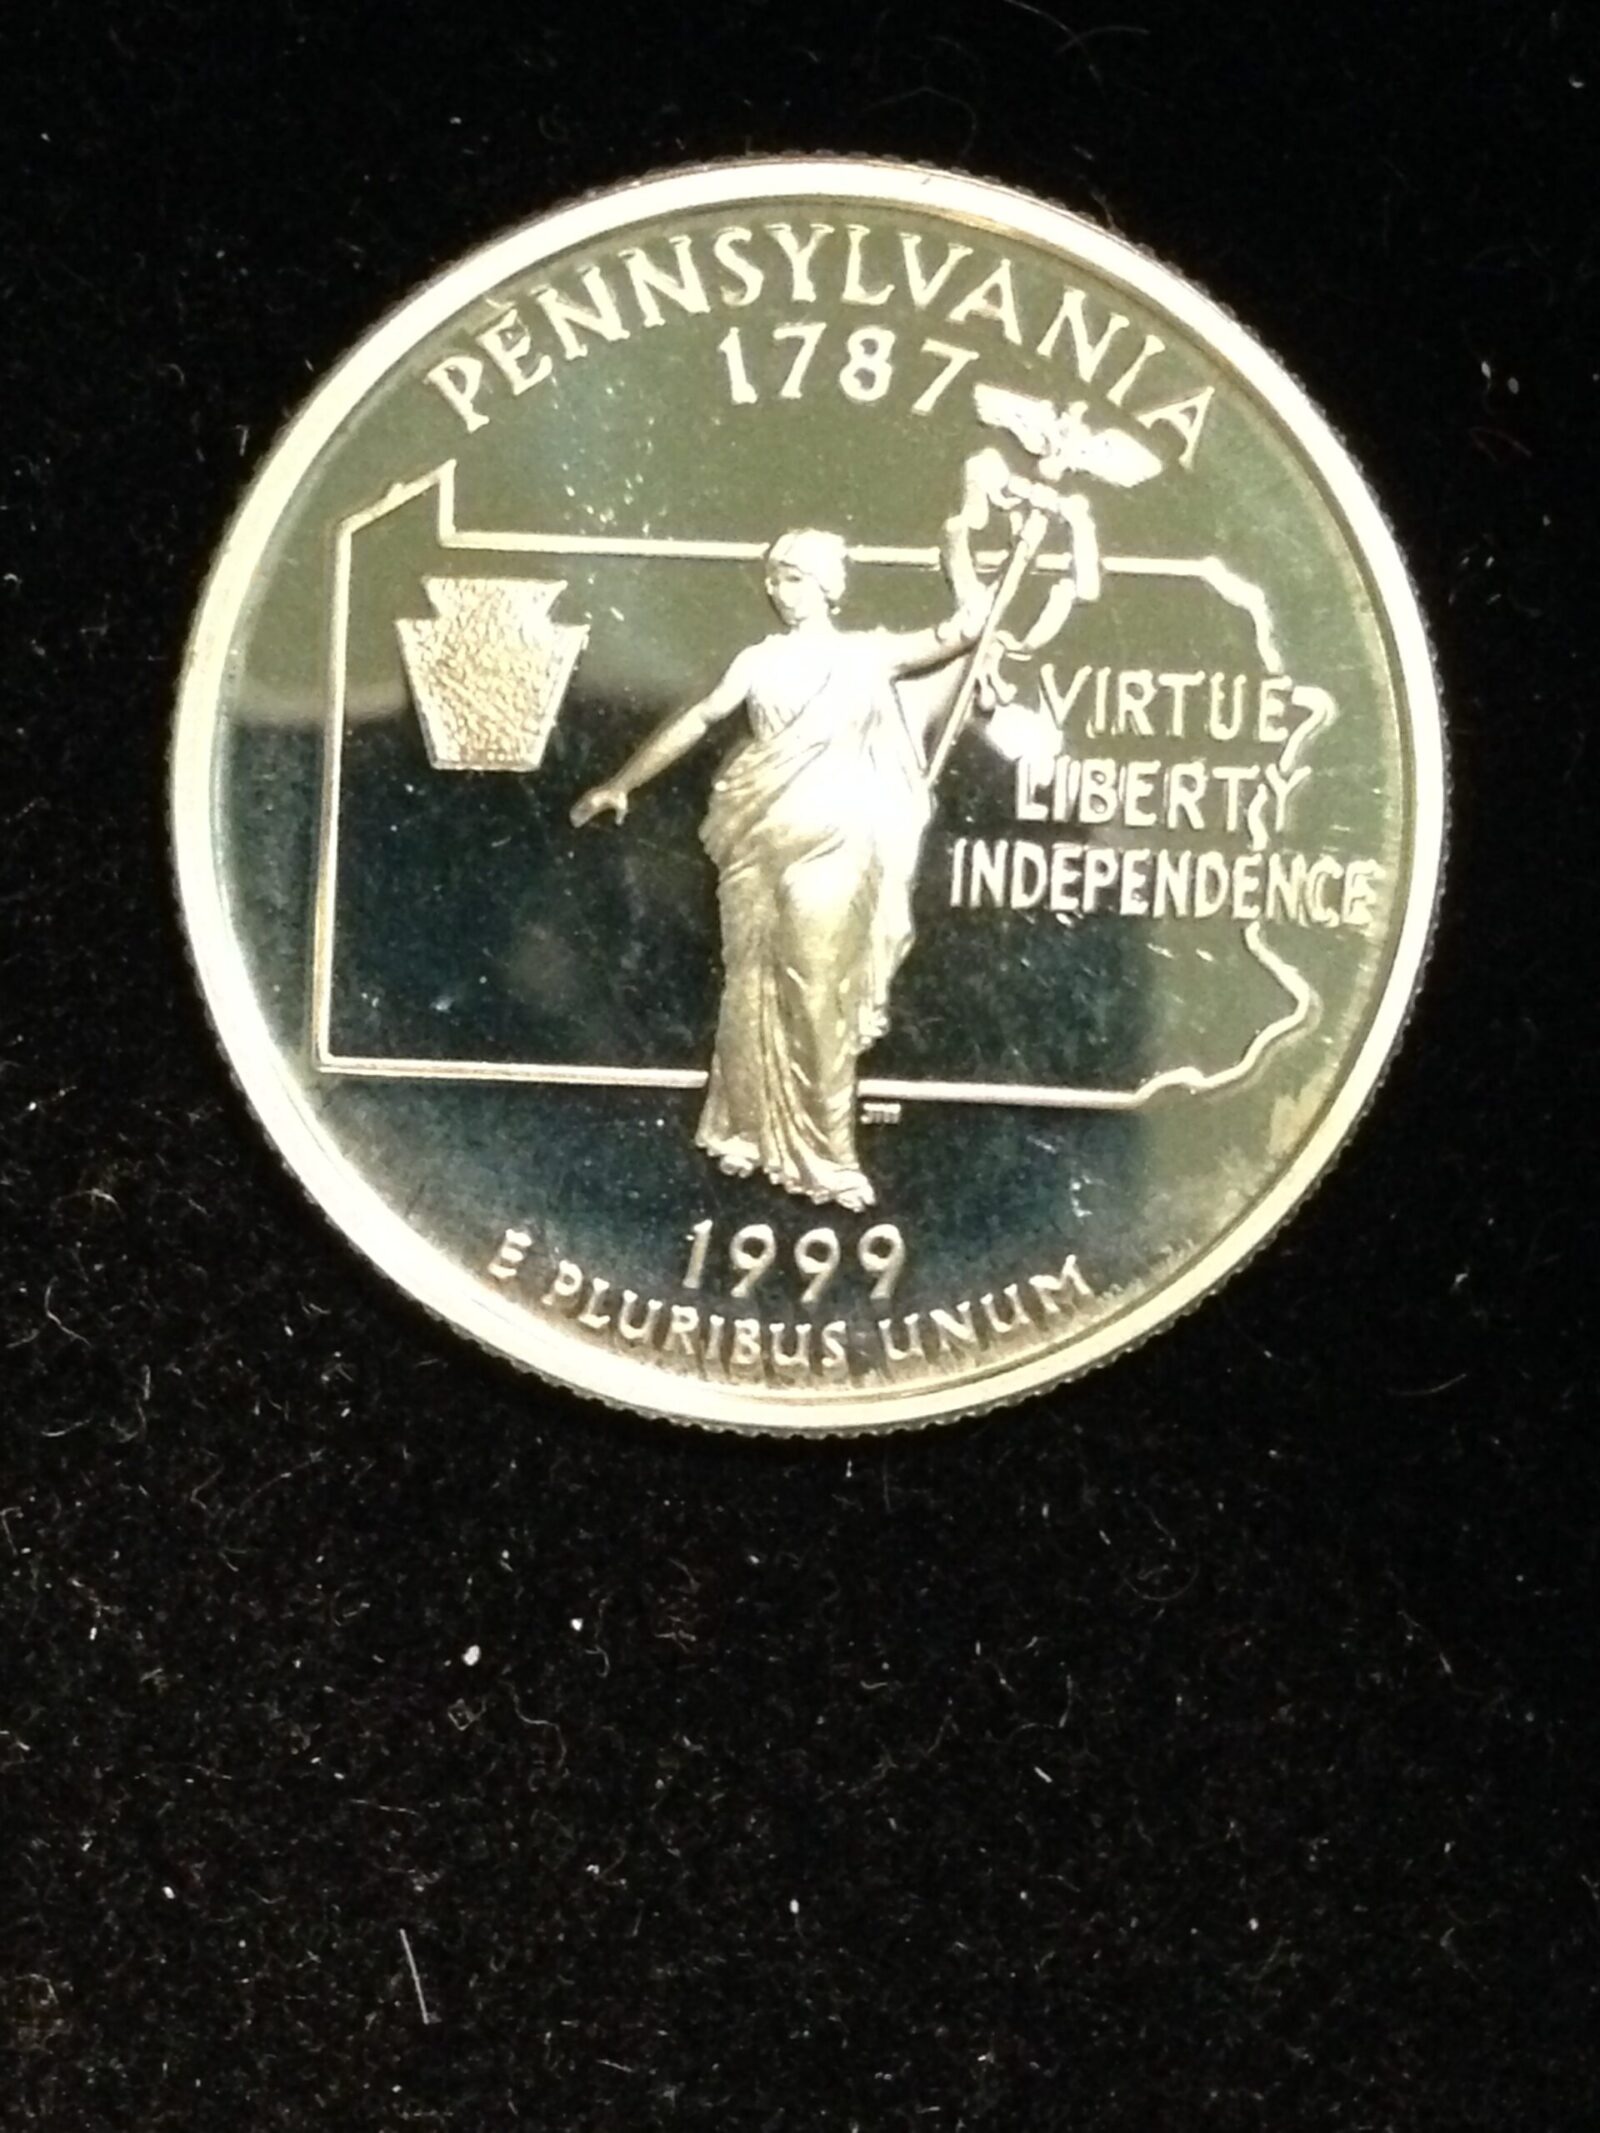 PENNSYLVANIA
1787
VIRTUE
LIBERTY
INDEPENDENCE
1999
E PLURIBUS UNUM